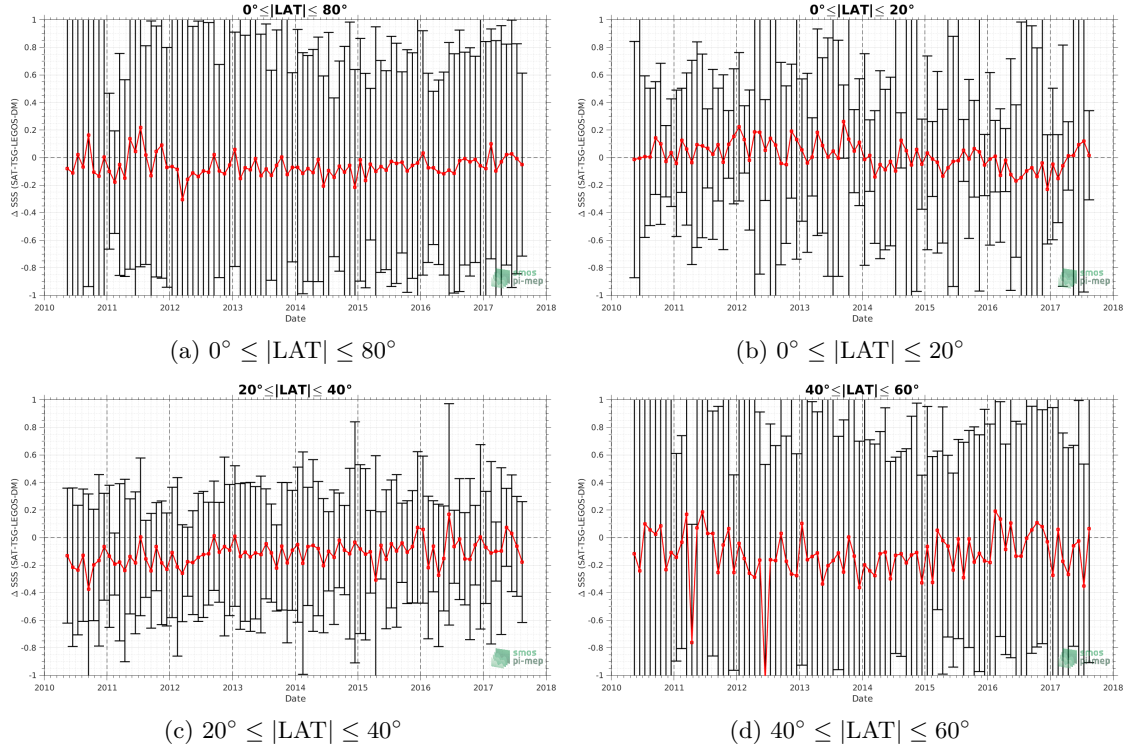 0°≤|LAT|≤ 80°
1
0.8
0.6
0.4
0.2
0
-0.2
-0.4
-0.6
-0.8
-1
Δ SSS (SAT-TSG-LEGOS-DM)
2010 2011 2012 2013 2014 2015 2016 2017 2018
Date
smos
pi-mep
(a) 0° ≤ |LAT| ≤ 80°
0°≤|LAT|≤ 20°
1
0.8
0.6
0.4
0.2
0
-0.2
-0.4
-0.6
-0.8
-1
Δ SSS (SAT-TSG-LEGOS-DM)
2010 2011 2012 2013 2014 2015 2016 2017 2018
Date
smos
pi-mep
(b) 0° ≤ |LAT| ≤ 20°
20°≤|LAT|≤ 40°
1
0.8
0.6
0.4
0.2
0
-0.2
-0.4
-0.6
-0.8
-1
Δ SSS (SAT-TSG-LEGOS-DM)
2010 2011 2012 2013 2014 2015 2016 2017 2018
Date
smos
pi-mep
(c) 20° ≤ |LAT| ≤ 40°
40°≤|LAT|≤ 60°
1
0.8
0.6
0.4
0.2
0
-0.2
-0.4
-0.6
-0.8
-1
Δ SSS (SAT-TSG-LEGOS-DM)
2010 2011 2012 2013 2014 2015 2016 2017 2018
Date
smos
pi-mep
(d) 40° ≤ |LAT| ≤ 60°